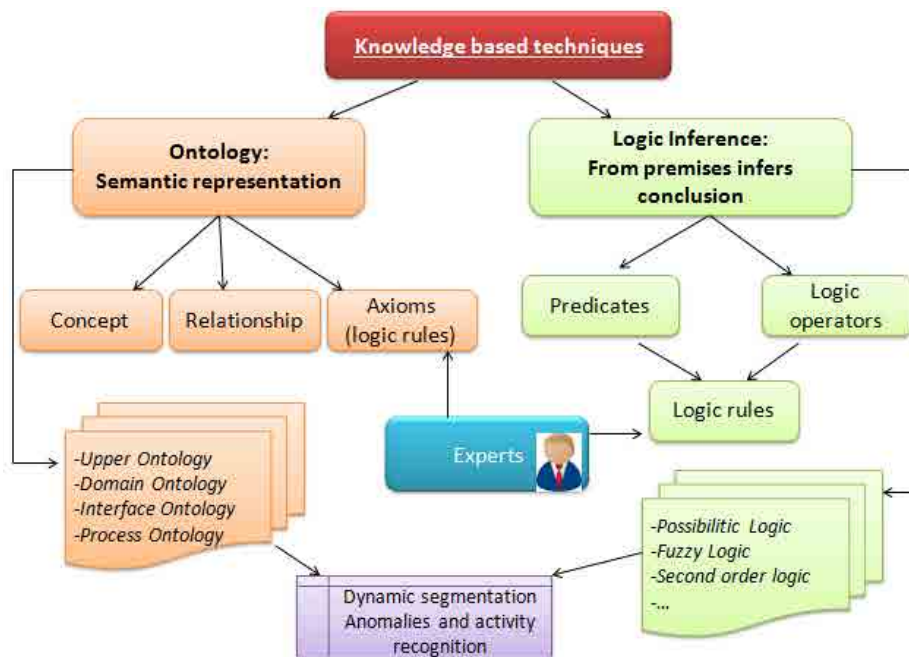 Knowledge based techniques
Ontology:
Semantic representation
Logic Inference:
From premises infers
conclusion
Concept
Relationship
Axioms
(logic rules)
Predicates
Logic
operators
Logic rules
Experts
-Upper Ontology
-Domain Ontology
-Interface Ontology
-Process Ontology
-Possibilitic Logic
-Fuzzy Logic
-Second order logic
-...
Dynamic segmentation
Anomalies and activity
recognition